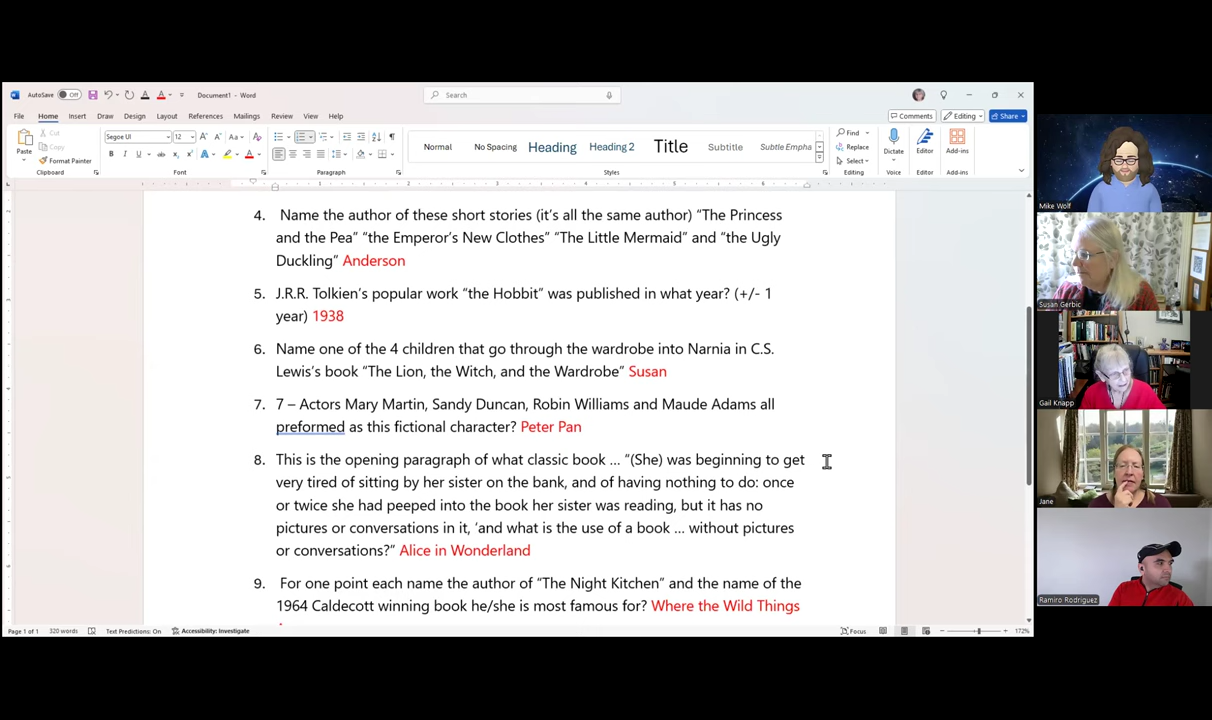 AutoSave Off Document1 - Word Search
File Home Insert Draw Design Layout References Mailings Review View Help Comments Editing Share
Paste Cut Copy Format Painter Segoe UI 12 Normal No Spacing Heading Heading 2 Title Subtitle Subtle Empha Find Replace Select Dictate Editor Add-ins
Clipboard Font Paragraph Styles Editing Voice Editor Add-ins
4. Name the author of these short stories (it's all the same author) "The Princess
and the Pea" "the Emperor's New Clothes" "The Little Mermaid" and "the Ugly
Duckling" Anderson
5. J.R.R. Tolkien's popular work "the Hobbit" was published in what year? (+/- 1
year) 1938
6. Name one of the 4 children that go through the wardrobe into Narnia in C.S.
Lewis's book "The Lion, the Witch, and the Wardrobe" Susan
7. 7 – Actors Mary Martin, Sandy Duncan, Robin Williams and Maude Adams all
preformed as this fictional character? Peter Pan
8. This is the opening paragraph of what classic book ... "(She) was beginning to get
very tired of sitting by her sister on the bank, and of having nothing to do: once
or twice she had peeped into the book her sister was reading, but it has no
pictures or conversations in it, 'and what is the use of a book ... without pictures
or conversations?" Alice in Wonderland
9. For one point each name the author of "The Night Kitchen" and the name of the
1964 Caldecott winning book he/she is most famous for? Where the Wild Things
Page 1 of 1 320 words Text Predictions: On Accessibility: Investigate Focus 172%
Mike Wolf
Susan Gerbic
Gail Knapp
Jane
Ramiro Rodriguez